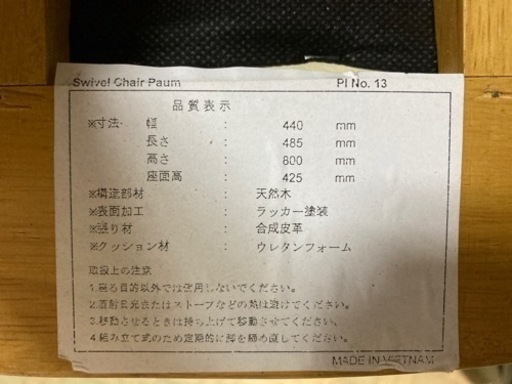 Swivel Chair Paum PI No. 13
品質表示
※寸法・ 幅 : 440 mm
長さ : 485 mm
高さ : 800 mm
座面高 : 425 mm
※構造部材 : 天然木
※表面加工 : ラッカー塗装
※張り材 : 合成皮革
※クッション材 : ウレタンフォーム
取扱上の注意
1.座る目的以外では使用しないでください。
2.直射日光またはストーブなどの熱は避けてください。
3.移動させるときは持ち上げて移動させてください。
4.組み立て式のため定期的に脚を締め直してください。
MADE IN VIETNAM